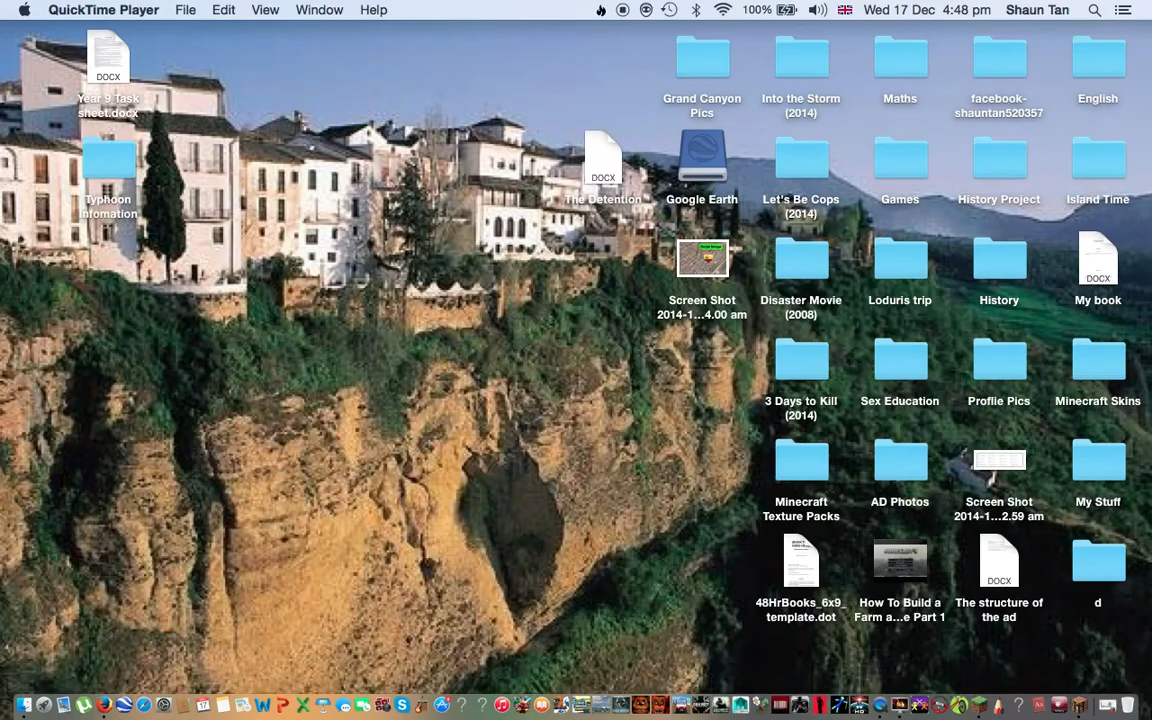 QuickTime Player File Edit View Window Help 100% Wed 17 Dec 4:48 pm Shaun Tan
DOCX
Year 9 Task
sheet.docx
Grand Canyon
Pics
Into the Storm
(2014)
Maths
facebook-
shauntan520357
English
Typhoon
Infomation
DOCX
The Detention
Google Earth
Let's Be Cops
(2014)
Games
History Project
Island Time
Screen Shot
2014-1...4.00 am
Disaster Movie
(2008)
Loduris trip
History
DOCX
My book
3 Days to Kill
(2014)
Sex Education
Proflie Pics
Minecraft Skins
Minecraft
Texture Packs
AD Photos
Screen Shot
2014-1...2.59 am
My Stuff
48HrBooks_6x9_
template.dot
How To Build a
Farm a...e Part 1
DOCX
The structure of
the ad
d